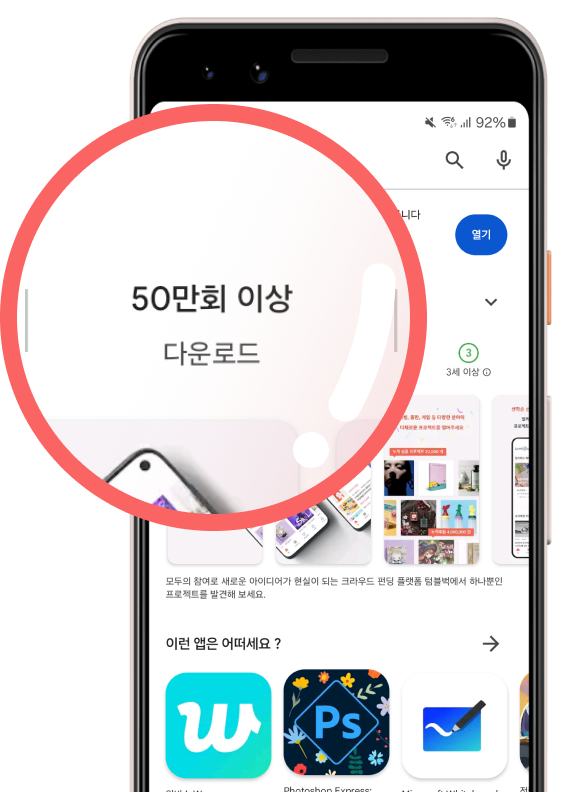 92%
니다
열기
50만회 이상
다운로드
3
3세 이상
모두의 참여로 새로운 아이디어가 현실이 되는 크라우드 펀딩 플랫폼 텀블벅에서 하나뿐인
프로젝트를 발견해 보세요.
이런 앱은 어떠세요 ?
w
Ps
Photoshop Express: